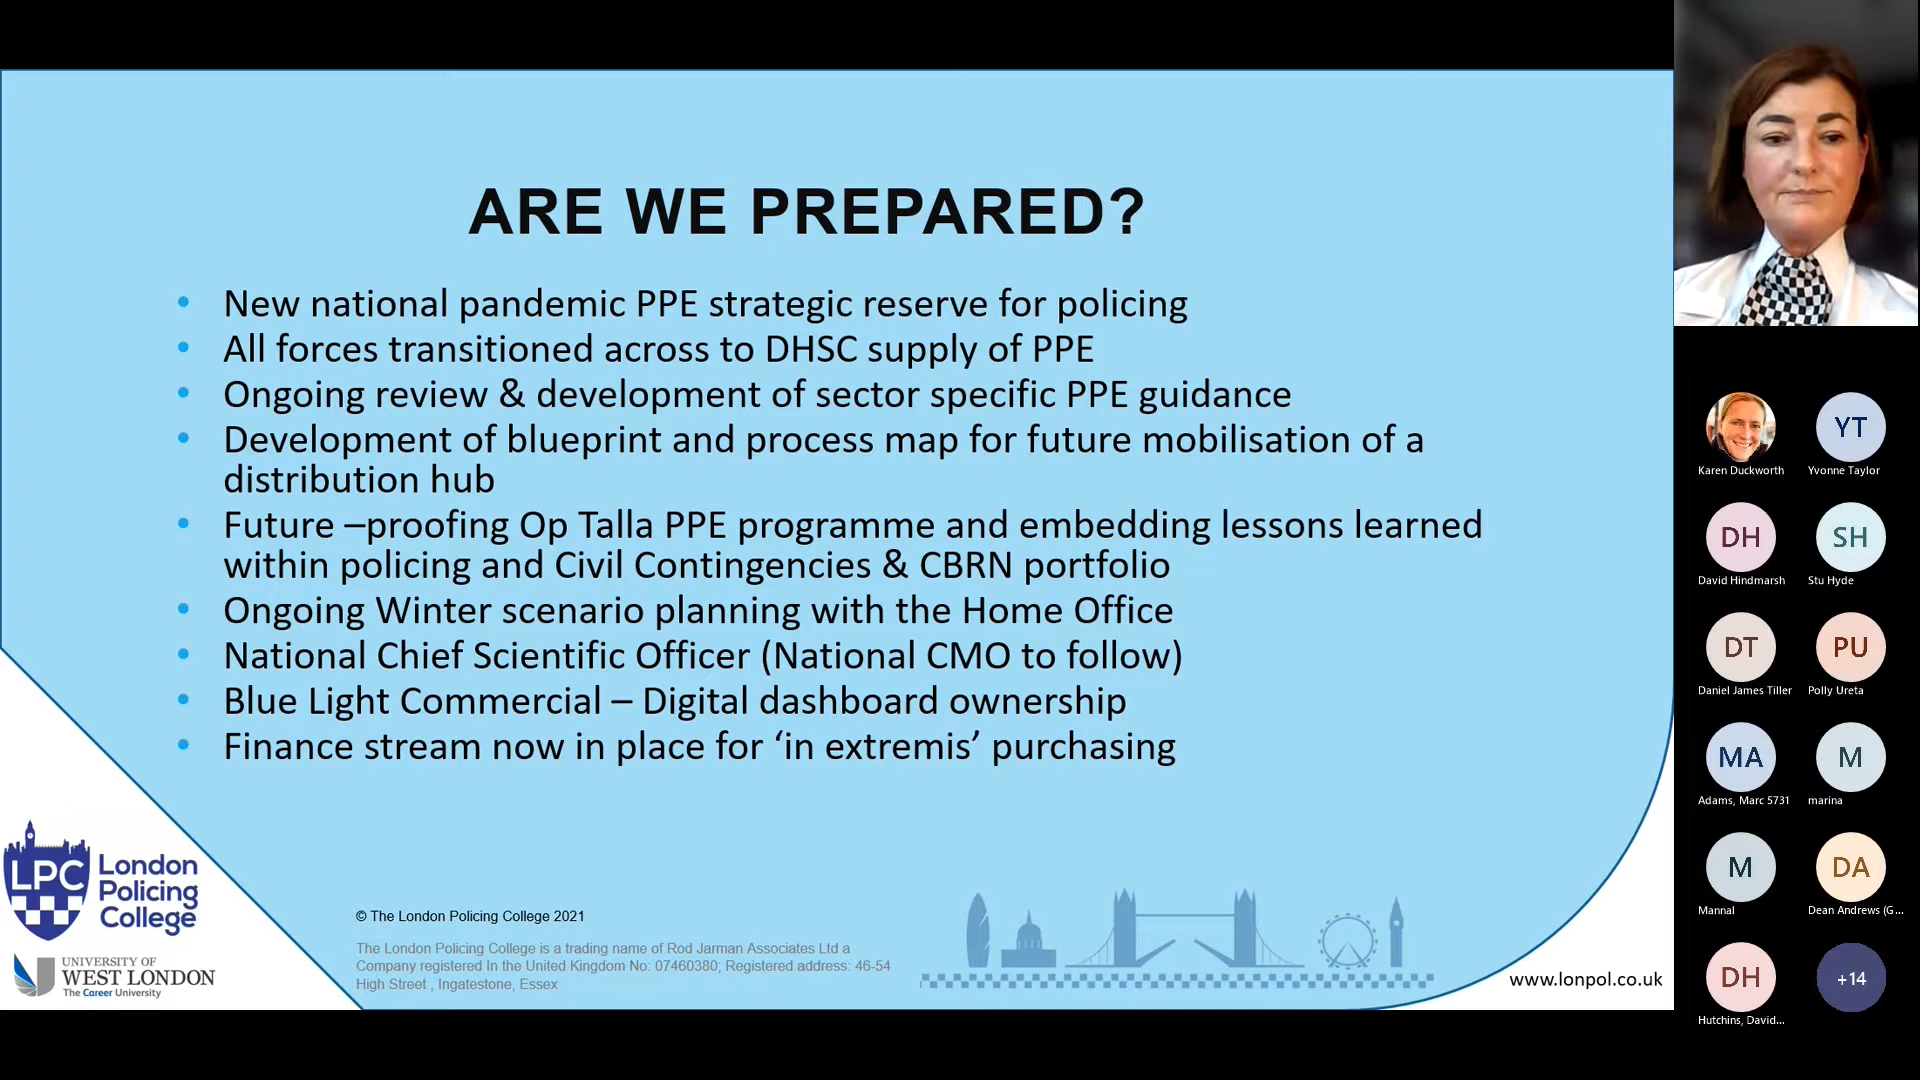 ARE WE PREPARED?
• New national pandemic PPE strategic reserve for policing
• All forces transitioned across to DHSC supply of PPE
• Ongoing review & development of sector specific PPE guidance
• Development of blueprint and process map for future mobilisation of a
distribution hub
• Future –proofing Op Talla PPE programme and embedding lessons learned
within policing and Civil Contingencies & CBRN portfolio
• Ongoing Winter scenario planning with the Home Office
• National Chief Scientific Officer (National CMO to follow)
• Blue Light Commercial – Digital dashboard ownership
• Finance stream now in place for ‘in extremis’ purchasing
LPC
London
Policing
College
UNIVERSITY OF
WEST LONDON
The Career University
© The London Policing College 2021
The London Policing College is a trading name of Rod Jarman Associates Ltd a
Company registered In the United Kingdom No: 07460380; Registered address: 46-54
High Street , Ingatestone, Essex
www.lonpol.co.uk
YT
Karen Duckworth
Yvonne Taylor
DH
SH
David Hindmarsh
Stu Hyde
DT
PU
Daniel James Tiller
Polly Ureta
MA
M
Adams, Marc 5731
marina
M
DA
Mannal
Dean Andrews (G...
DH
+14
Hutchins, David...